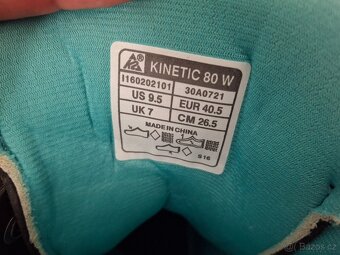 KINETIC 80 W
I160202101 30A0721
US 9.5 EUR 40.5
UK 7 CM 26.5
MADE IN CHINA
S16
Bazos.cz